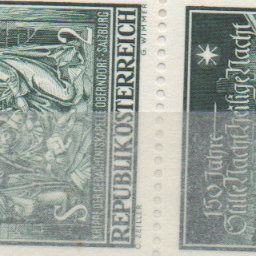 S 2
KRIPPE DER GEDÄCHTNISKAPELLE OBERNDORF-SALZBURG
REPUBLIK ÖSTERREICH
C. ZEILLER
G. WIMMER
150 Jahre
Stille Nacht, Heilige Nacht